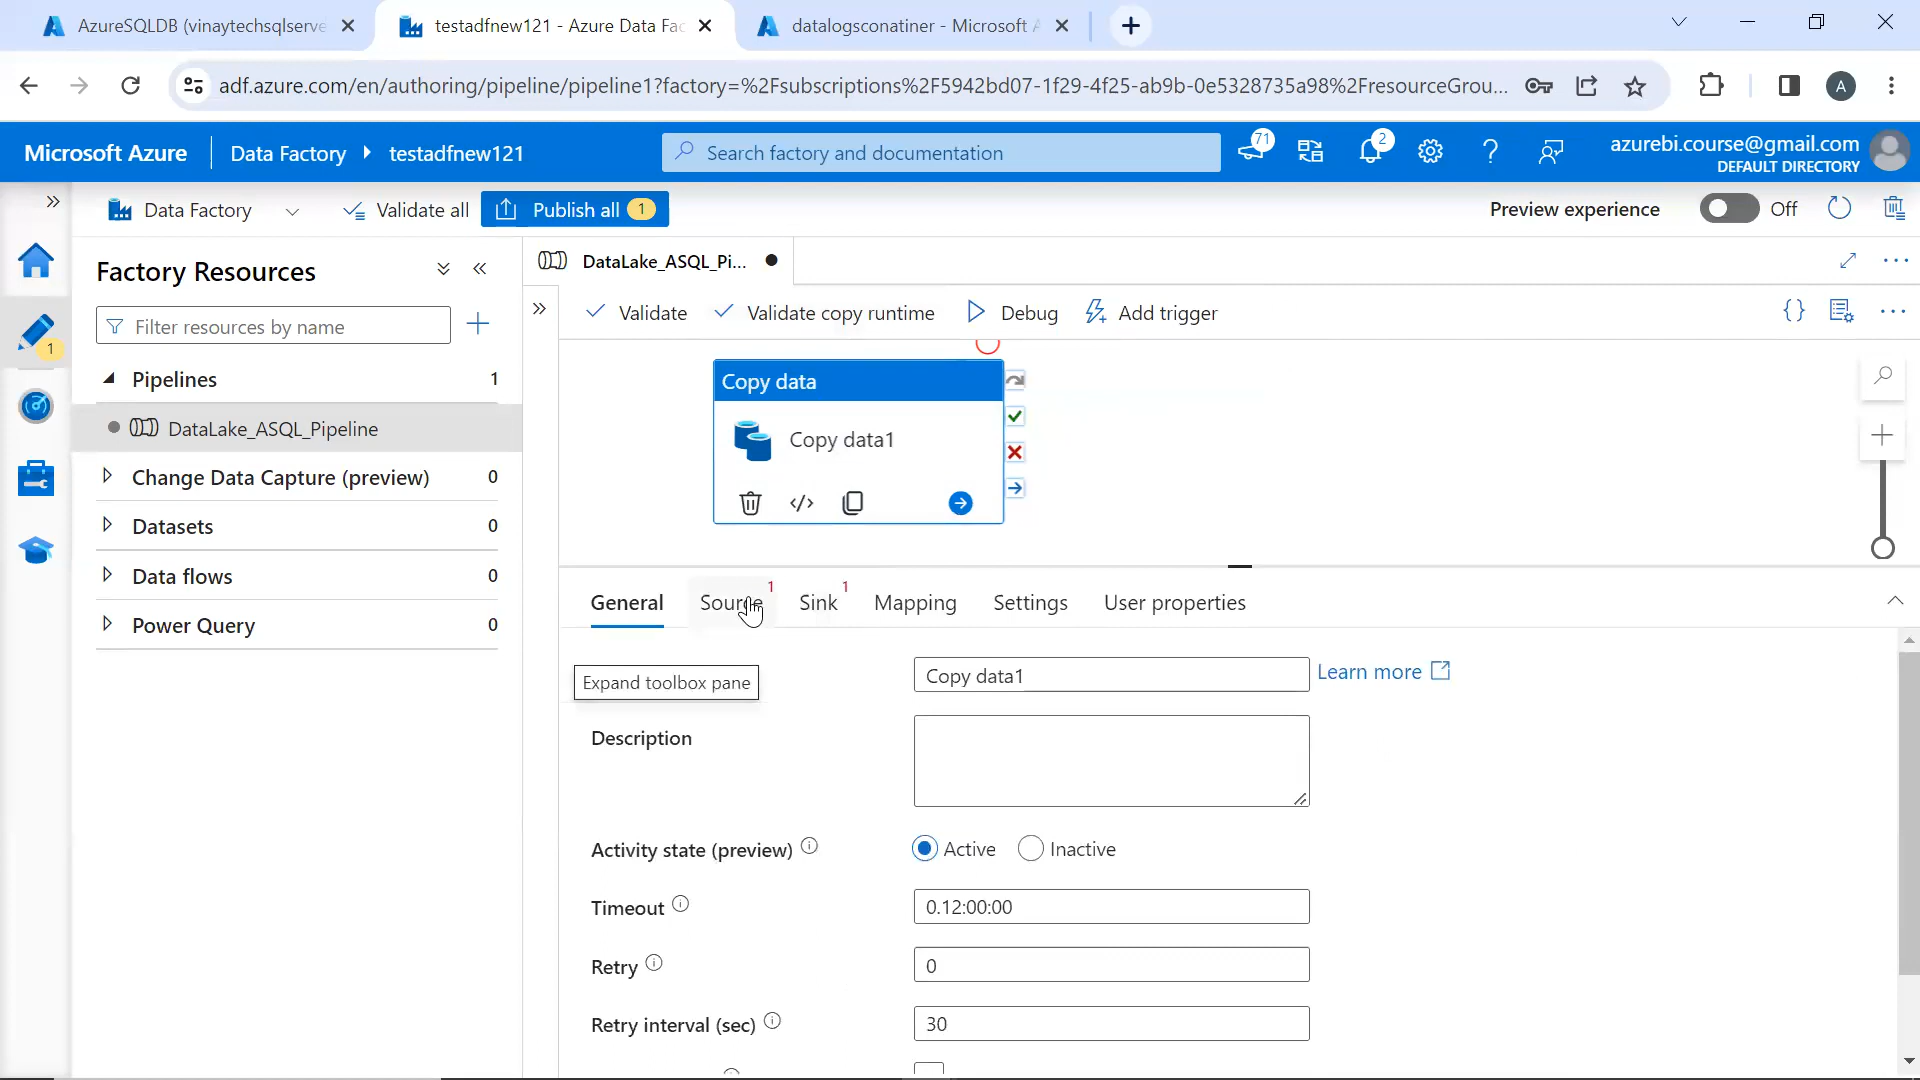 AzureSQLDB (vinaytechsqlserve
testadfnew121 - Azure Data Fac
datalogsconatiner - Microsoft A
adf.azure.com/en/authoring/pipeline/pipeline1?factory=%2Fsubscriptions%2F5942bd07-1f29-4f25-ab9b-0e5328735a98%2FresourceGrou...
A
Microsoft Azure
Data Factory
testadfnew121
Search factory and documentation
71
2
azurebi.course@gmail.com
DEFAULT DIRECTORY
Data Factory
Validate all
Publish all
1
Preview experience
Off
Factory Resources
Filter resources by name
1
Pipelines 1
DataLake_ASQL_Pipeline
Change Data Capture (preview) 0
Datasets 0
Data flows 0
Power Query 0
DataLake_ASQL_Pi...
Validate
Validate copy runtime
Debug
Add trigger
Copy data
Copy data1
General
Source 1
Sink 1
Mapping
Settings
User properties
Expand toolbox pane
Copy data1
Learn more
Description
Activity state (preview)
Active
Inactive
Timeout
0.12:00:00
Retry
0
Retry interval (sec)
30